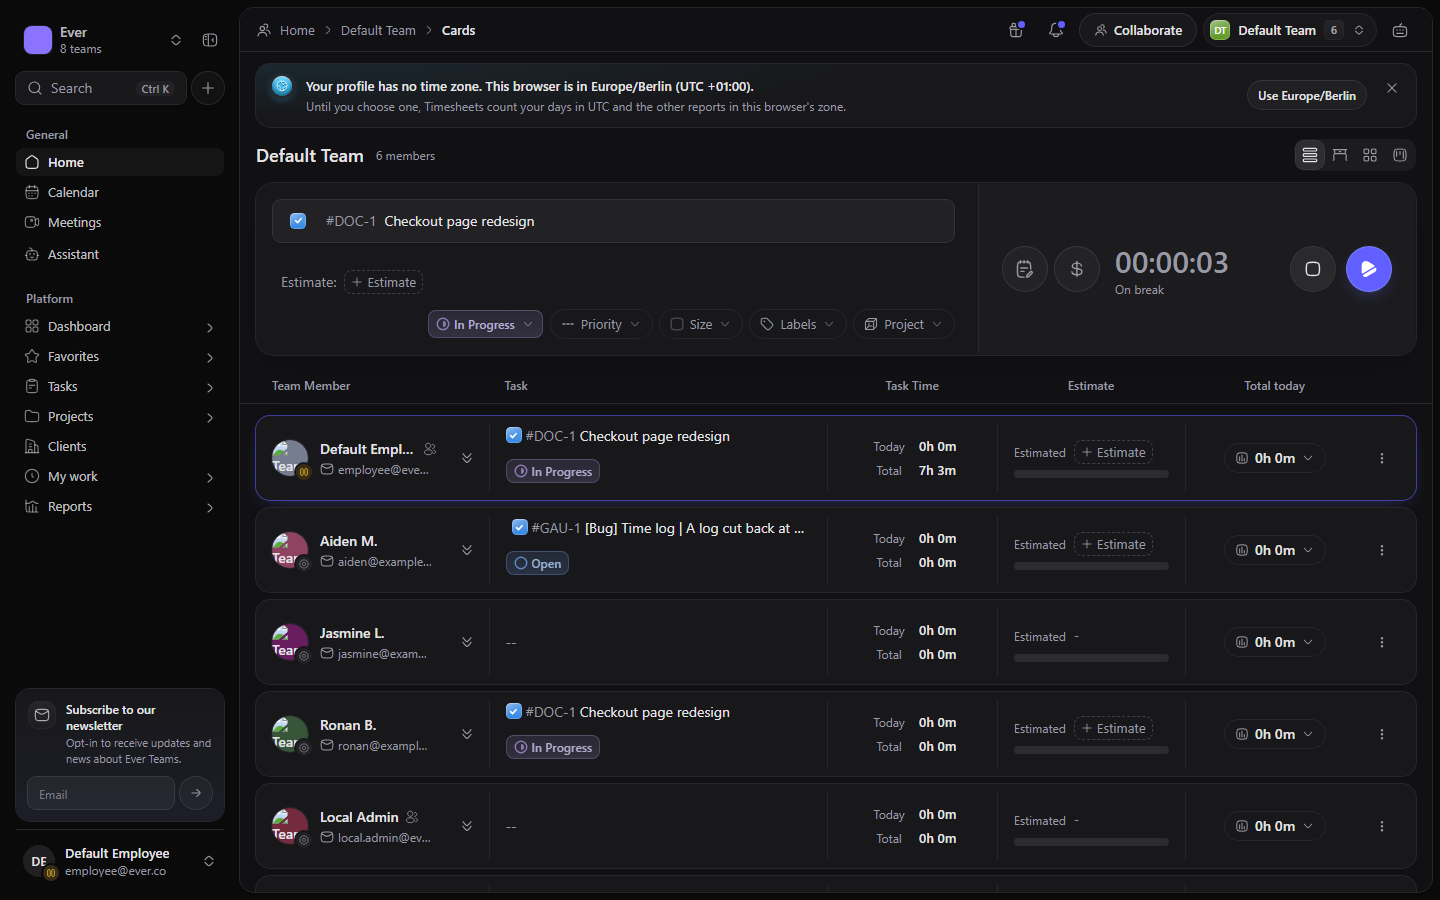 Ever
8 teams
Search
Ctrl K
General
Home
Calendar
Meetings
Assistant
Platform
Dashboard
Favorites
Tasks
Projects
Clients
My work
Reports
Subscribe to our
newsletter
Opt-in to receive updates and
news about Ever Teams.
Email
DE
Default Employee
employee@ever.co
Home
Default Team
Cards
Collaborate
DT
Default Team
6
Your profile has no time zone. This browser is in Europe/Berlin (UTC +01:00).
Until you choose one, Timesheets count your days in UTC and the other reports in this browser's zone.
Use Europe/Berlin
Default Team
6 members
#DOC-1 Checkout page redesign
Estimate:
+ Estimate
In Progress
Priority
Size
Labels
Project
$
00:00:03
On break
Team Member
Task
Task Time
Estimate
Total today
Tea
Default Empl...
employee@eve...
#DOC-1 Checkout page redesign
In Progress
Today 0h 0m
Total 7h 3m
Estimated + Estimate
0h 0m
Tea
Aiden M.
aiden@example...
#GAU-1 [Bug] Time log | A log cut back at ...
Open
Today 0h 0m
Total 0h 0m
Estimated + Estimate
0h 0m
Tea
Jasmine L.
jasmine@exam...
--
Today 0h 0m
Total 0h 0m
Estimated -
0h 0m
Tea
Ronan B.
ronan@exampl...
#DOC-1 Checkout page redesign
In Progress
Today 0h 0m
Total 0h 0m
Estimated + Estimate
0h 0m
Tea
Local Admin
local.admin@ev...
--
Today 0h 0m
Total 0h 0m
Estimated -
0h 0m